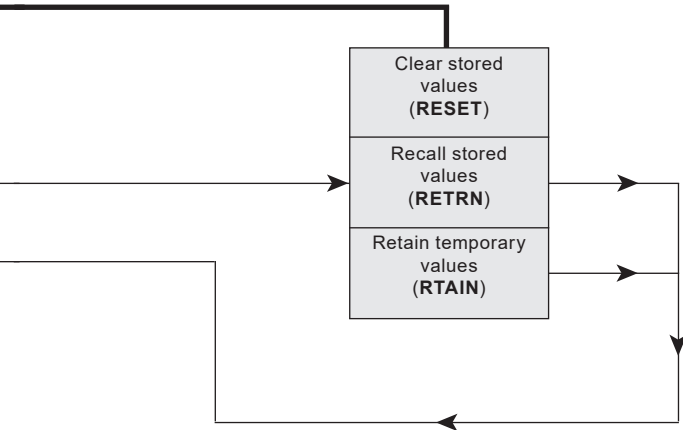 Clear stored
values
(RESET)
Recall stored
values
(RETRN)
Retain temporary
values
(RTAIN)